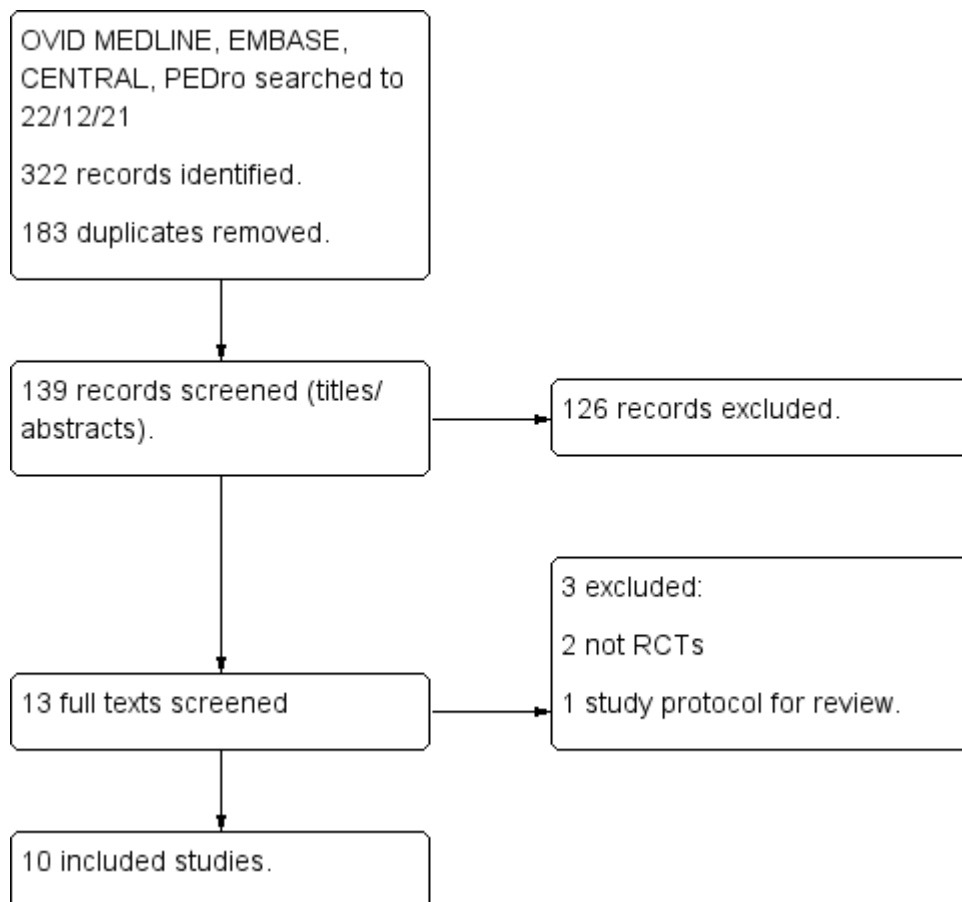 OVID MEDLINE, EMBASE,
CENTRAL, PEDro searched to
22/12/21
322 records identified.
183 duplicates removed.
139 records screened (titles/
abstracts).
126 records excluded.
3 excluded:
2 not RCTs
1 study protocol for review.
13 full texts screened
10 included studies.